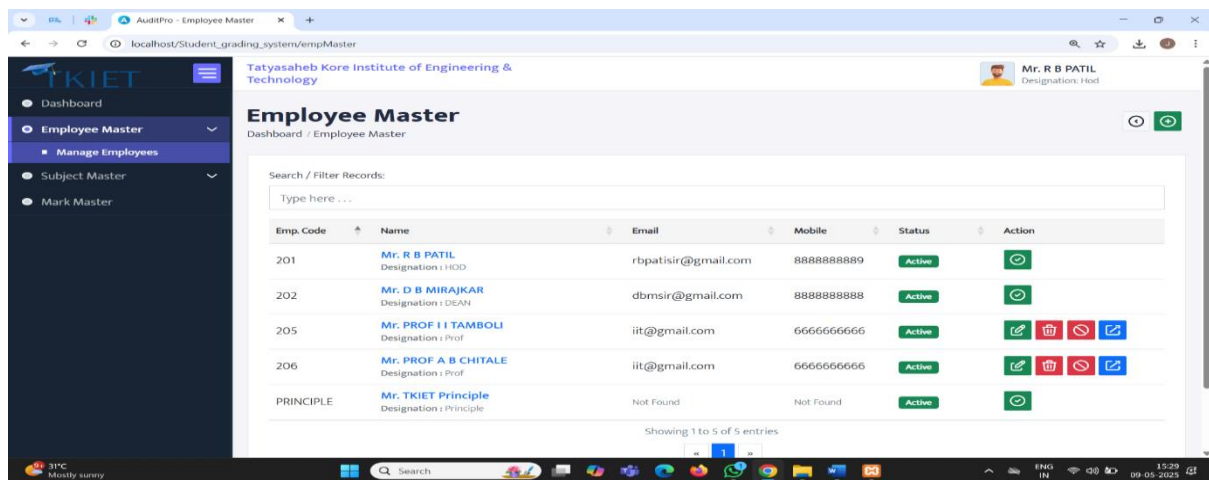 AuditPro - Employee Master
localhost/Student_grading_system/empMaster
TKIET
Tatyasaheb Kore Institute of Engineering &
Technology
Mr. R B PATIL
Designation: Hod
Dashboard
Employee Master
Manage Employees
Subject Master
Mark Master
Employee Master
Dashboard / Employee Master
Search / Filter Records:
Type here . . .
Emp. Code Name Email Mobile Status Action
201 Mr. R B PATIL rbpatisir@gmail.com 8888888889 Active
Designation : HOD
202 Mr. D B MIRAJKAR dbmsir@gmail.com 8888888888 Active
Designation : DEAN
205 Mr. PROF I I TAMBOLI iit@gmail.com 6666666666 Active
Designation : Prof
206 Mr. PROF A B CHITALE iit@gmail.com 6666666666 Active
Designation : Prof
PRINCIPLE Mr. TKIET Principle Not Found Not Found Active
Designation : Principle
Showing 1 to 5 of 5 entries
« 1 »
31°C
Mostly sunny
Search
ENG
IN
15:29
09-05-2025